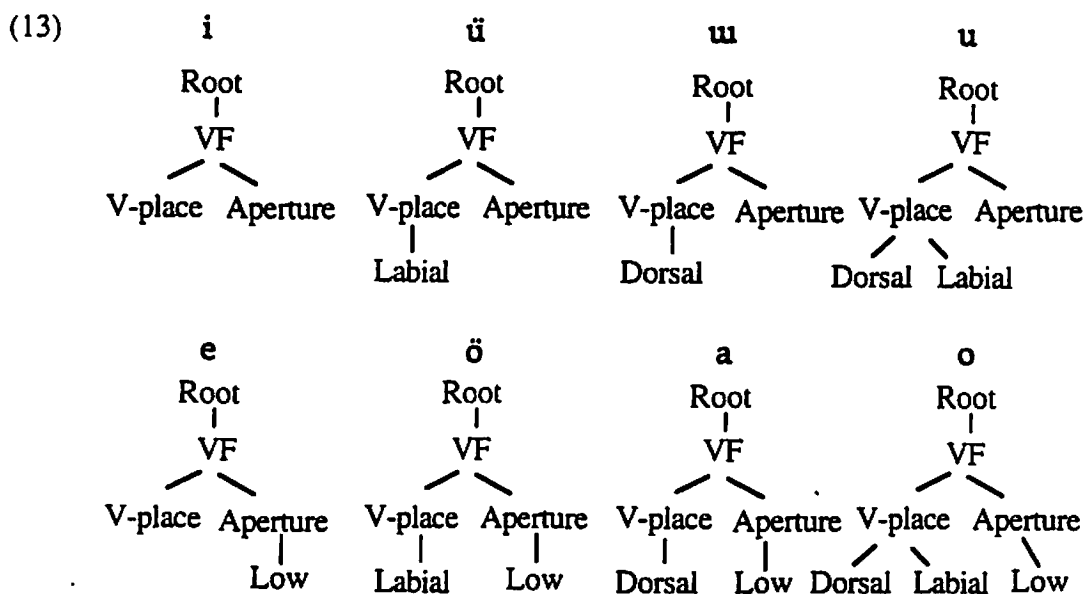 (13) i ü ɯ u
Root Root Root Root
VF VF VF VF
V-place Aperture V-place Aperture V-place Aperture V-place Aperture
Labial Dorsal Dorsal Labial
e ö a o
Root Root Root Root
VF VF VF VF
V-place Aperture V-place Aperture V-place Aperture V-place Aperture
Low Labial Low Dorsal Low Dorsal Labial Low